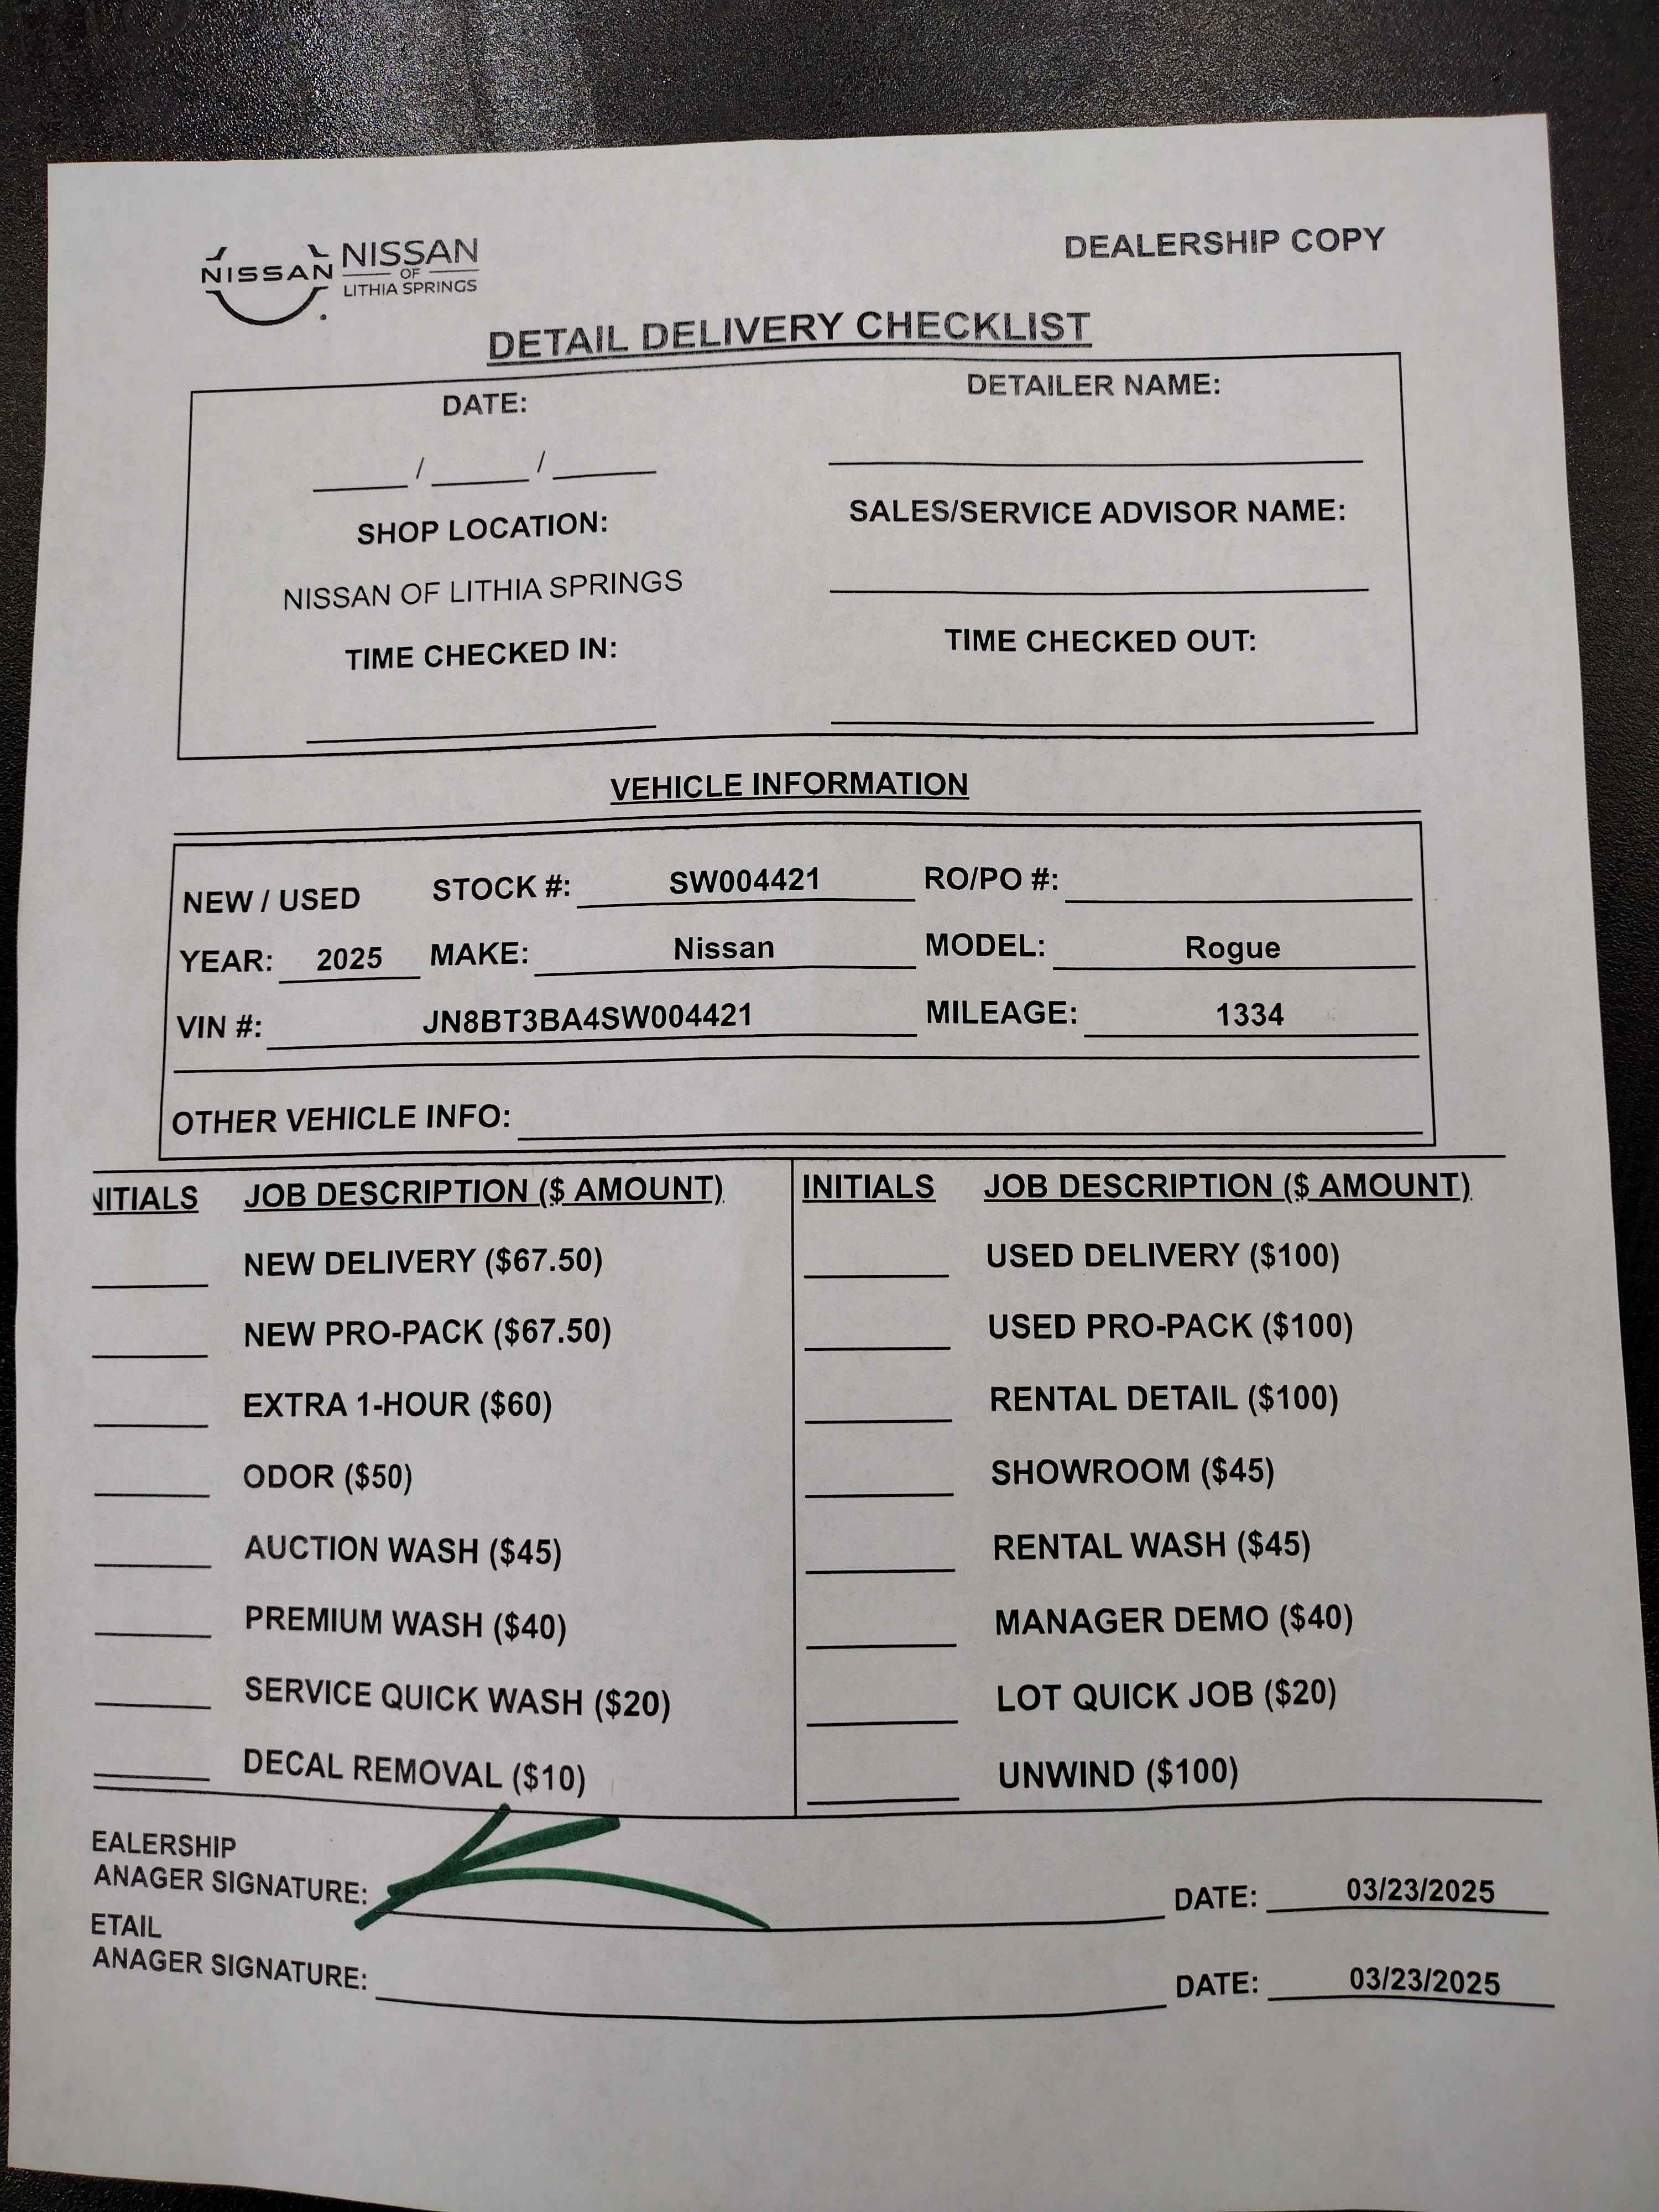 NISSAN
NISSAN
OF
LITHIA SPRINGS
DEALERSHIP COPY
DETAIL DELIVERY CHECKLIST
DATE:
DETAILER NAME:
/ /
SHOP LOCATION:
SALES/SERVICE ADVISOR NAME:
NISSAN OF LITHIA SPRINGS
TIME CHECKED IN:
TIME CHECKED OUT:
VEHICLE INFORMATION
NEW / USED STOCK #: SW004421 RO/PO #:
YEAR: 2025 MAKE: Nissan MODEL: Rogue
VIN #: JN8BT3BA4SW004421 MILEAGE: 1334
OTHER VEHICLE INFO:
NITIALS JOB DESCRIPTION ($ AMOUNT) INITIALS JOB DESCRIPTION ($ AMOUNT)
NEW DELIVERY ($67.50) USED DELIVERY ($100)
NEW PRO-PACK ($67.50) USED PRO-PACK ($100)
EXTRA 1-HOUR ($60) RENTAL DETAIL ($100)
ODOR ($50) SHOWROOM ($45)
AUCTION WASH ($45) RENTAL WASH ($45)
PREMIUM WASH ($40) MANAGER DEMO ($40)
SERVICE QUICK WASH ($20) LOT QUICK JOB ($20)
DECAL REMOVAL ($10) UNWIND ($100)
EALERSHIP
ANAGER SIGNATURE: DATE: 03/23/2025
ETAIL
ANAGER SIGNATURE: DATE: 03/23/2025